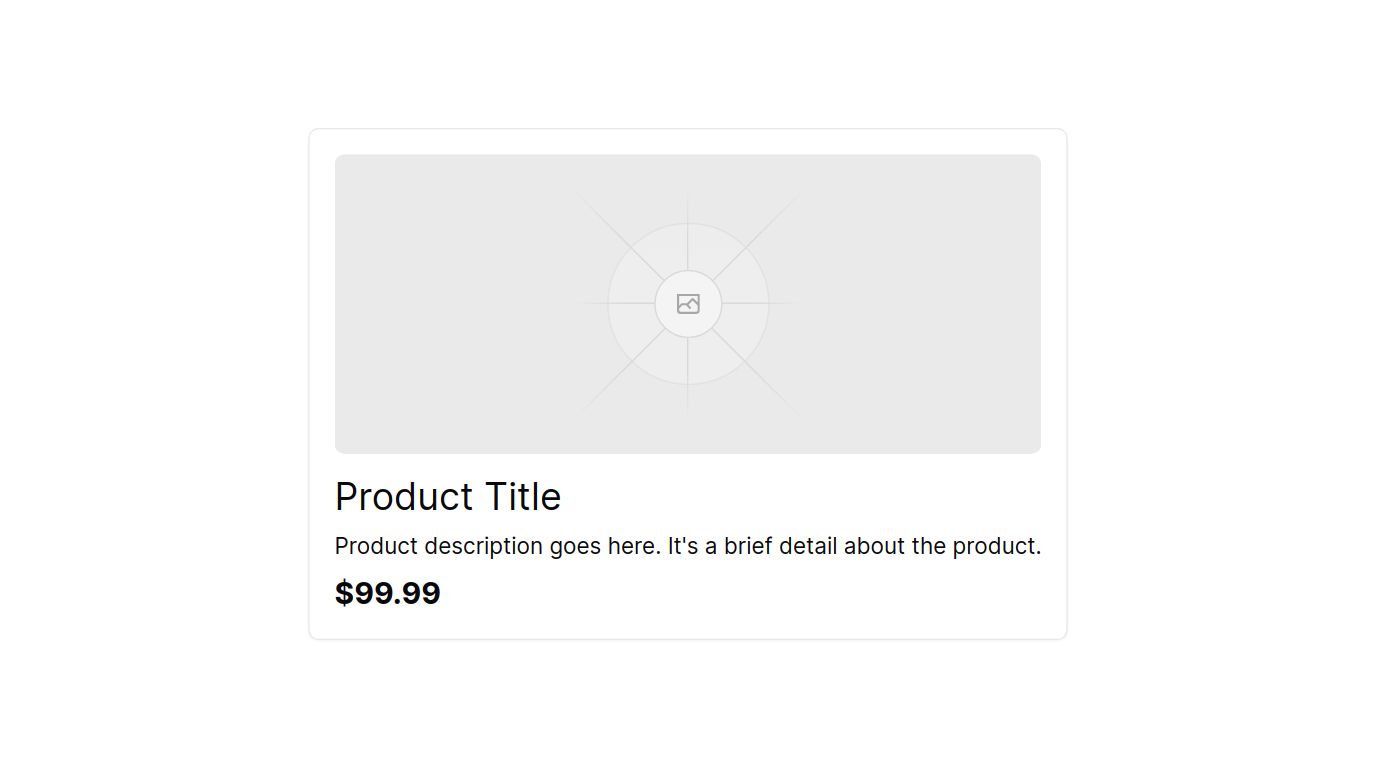 Product Title
Product description goes here. It's a brief detail about the product.
$99.99